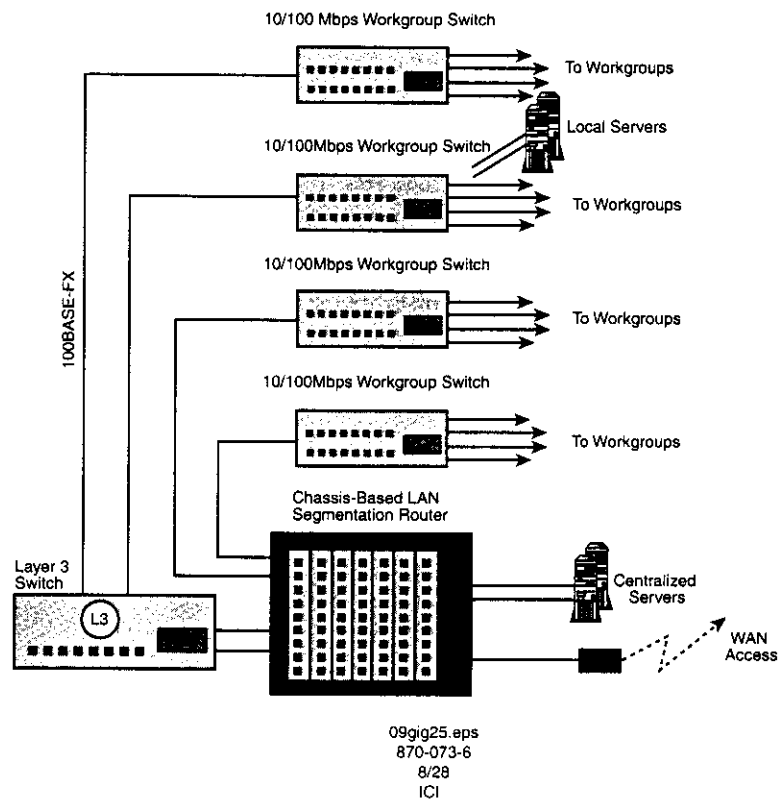 10/100 Mbps Workgroup Switch
To Workgroups
Local Servers
10/100Mbps Workgroup Switch
To Workgroups
10/100Mbps Workgroup Switch
To Workgroups
100BASE-FX
10/100Mbps Workgroup Switch
To Workgroups
Chassis-Based LAN
Segmentation Router
Layer 3
Switch
L3
Centralized
Servers
WAN
Access
09gig25.eps
870-073-6
8/28
ICI